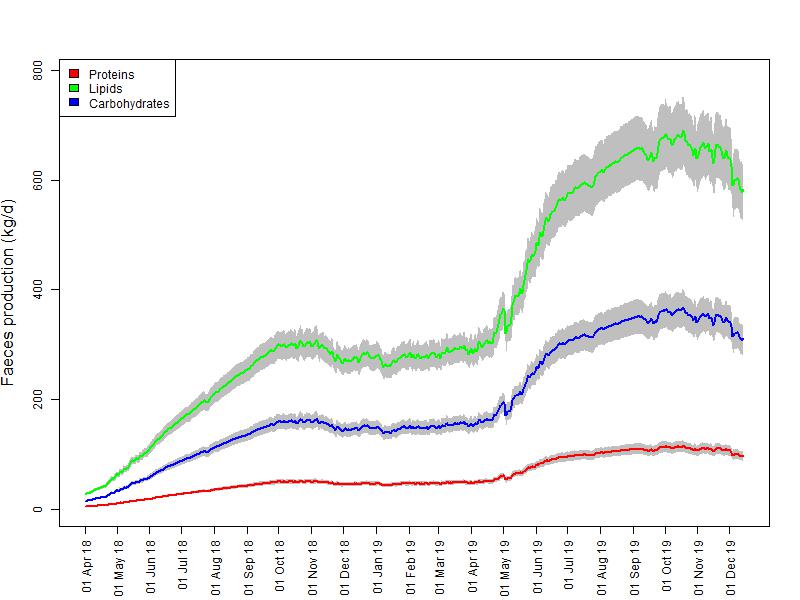 Proteins
Lipids
Carbohydrates
Faeces production (kg/d)
800
600
400
200
0
01 Apr 18
01 May 18
01 Jun 18
01 Jul 18
01 Aug 18
01 Sep 18
01 Oct 18
01 Nov 18
01 Dec 18
01 Jan 19
01 Feb 19
01 Mar 19
01 Apr 19
01 May 19
01 Jun 19
01 Jul 19
01 Aug 19
01 Sep 19
01 Oct 19
01 Nov 19
01 Dec 19